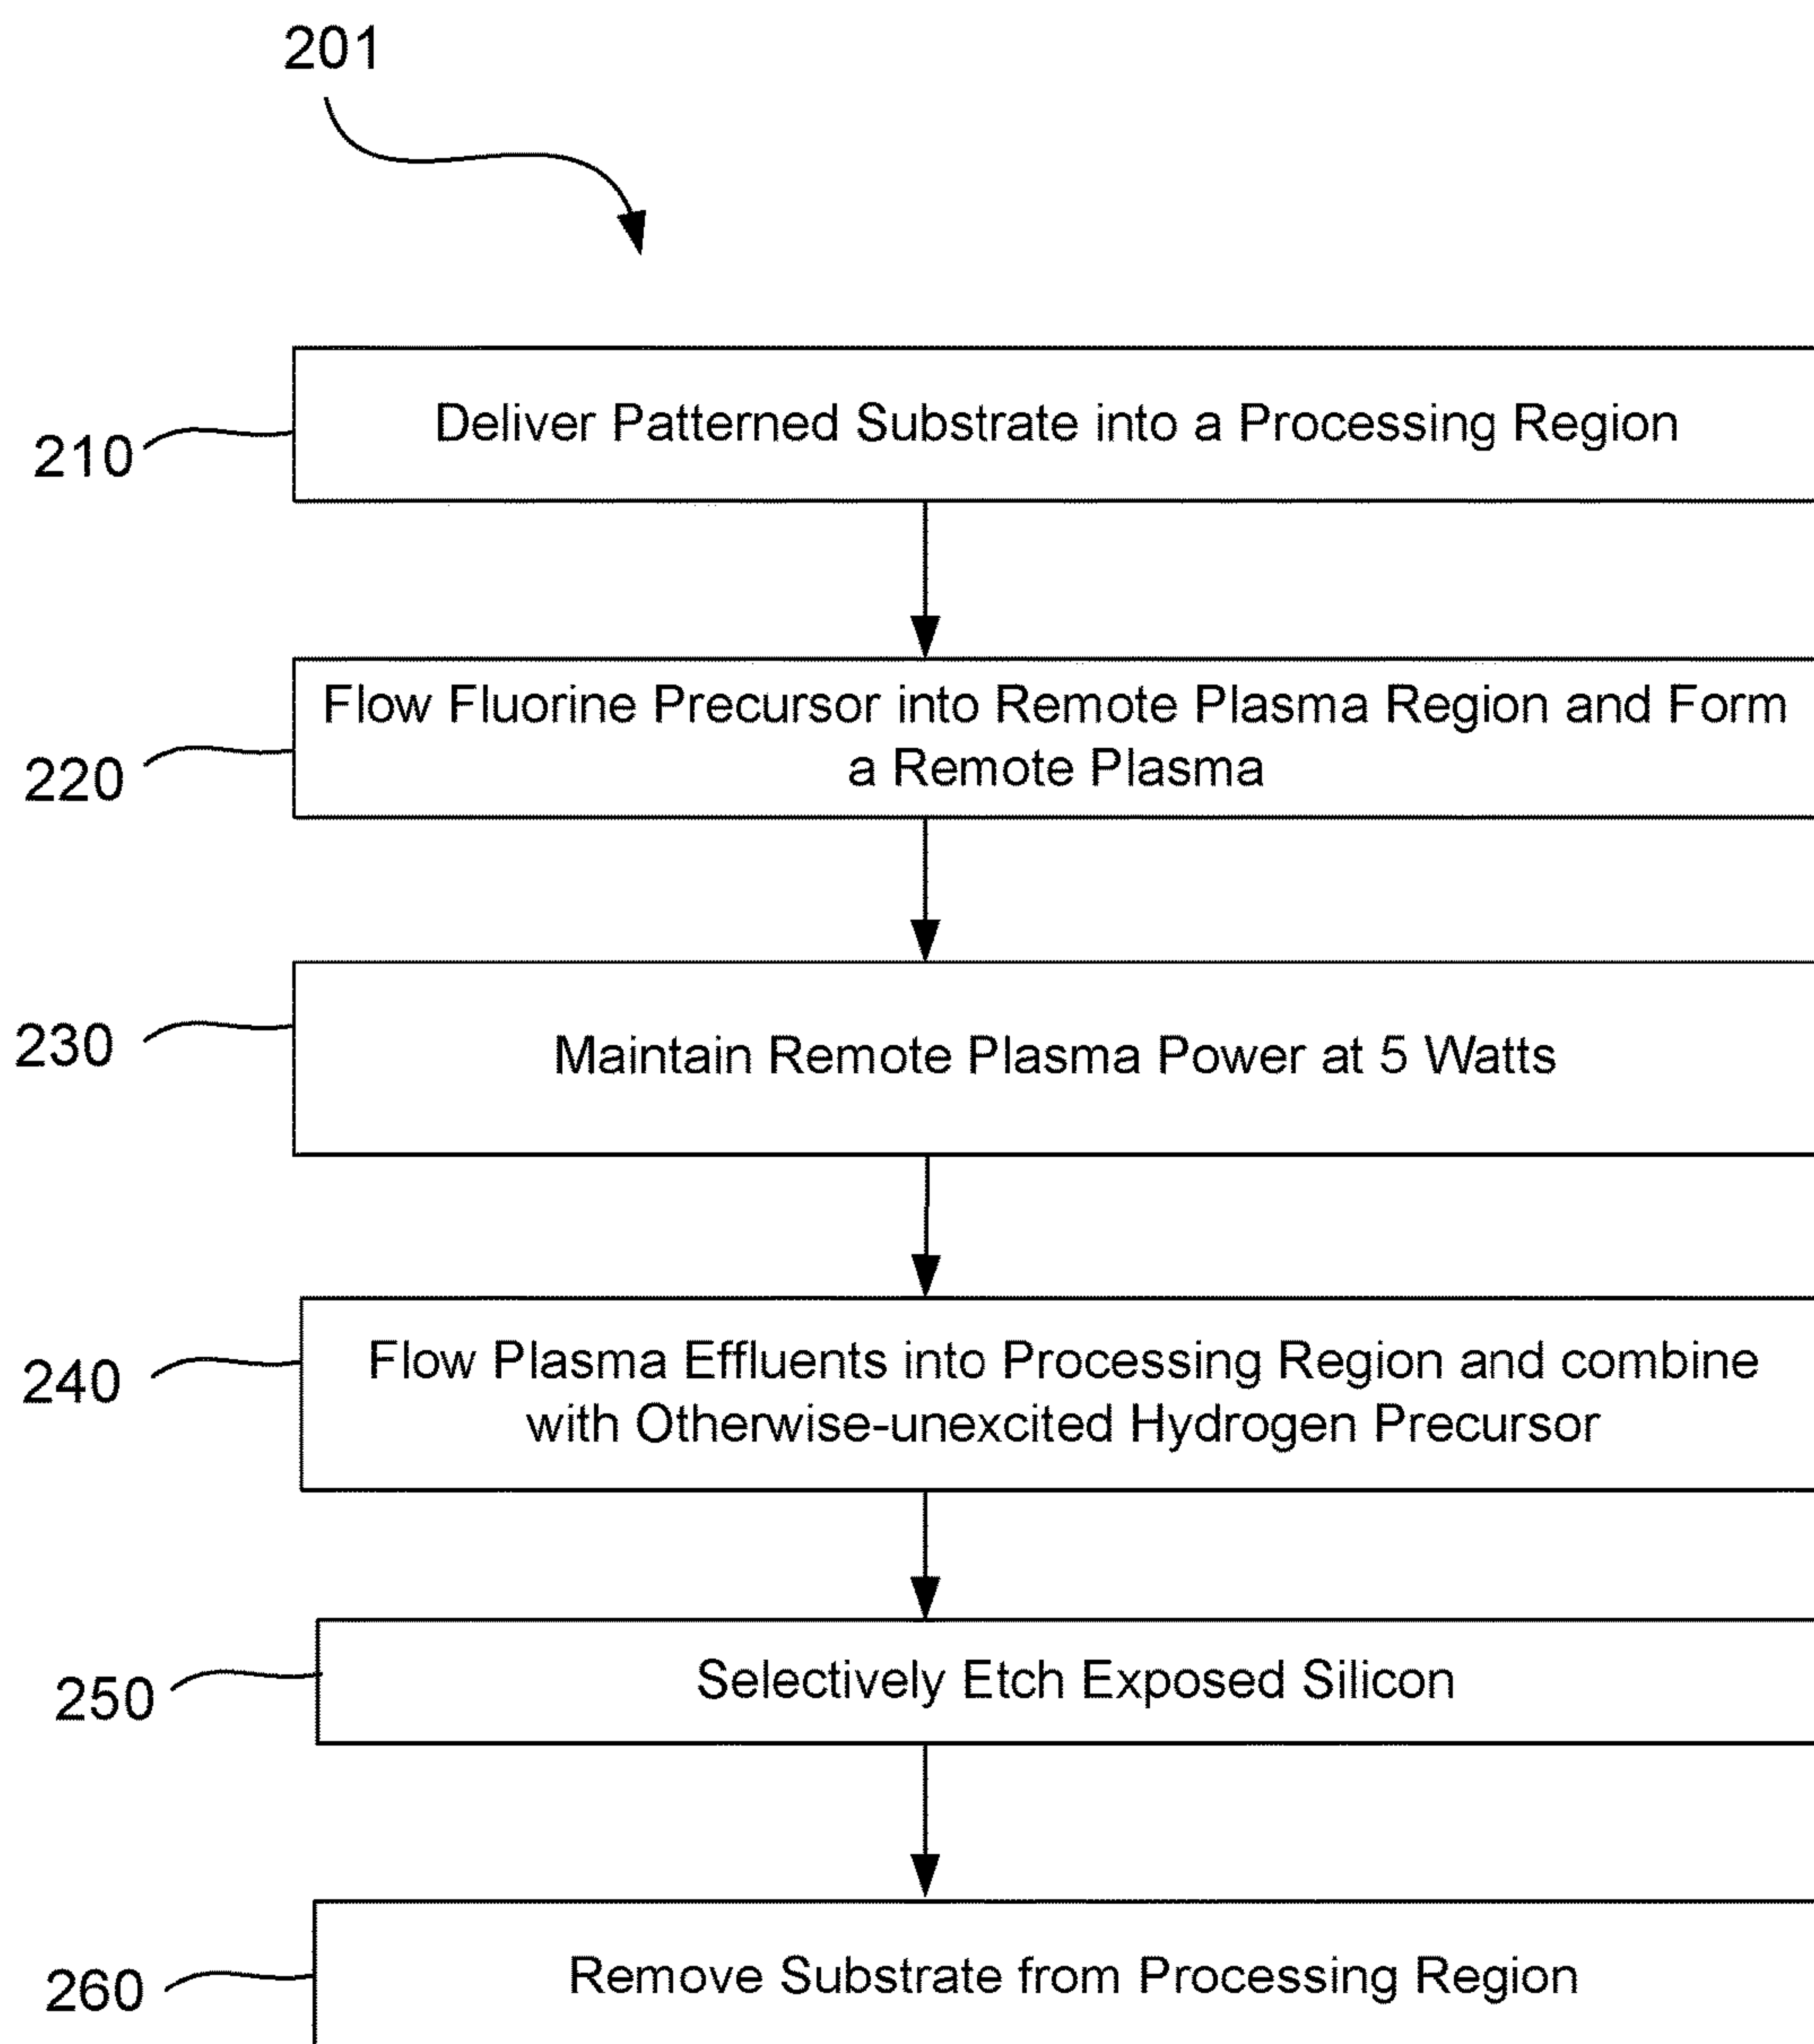 201
210
Deliver Patterned Substrate into a Processing Region
220
Flow Fluorine Precursor into Remote Plasma Region and Form
a Remote Plasma
230
Maintain Remote Plasma Power at 5 Watts
240
Flow Plasma Effluents into Processing Region and combine
with Otherwise-unexcited Hydrogen Precursor
250
Selectively Etch Exposed Silicon
260
Remove Substrate from Processing Region